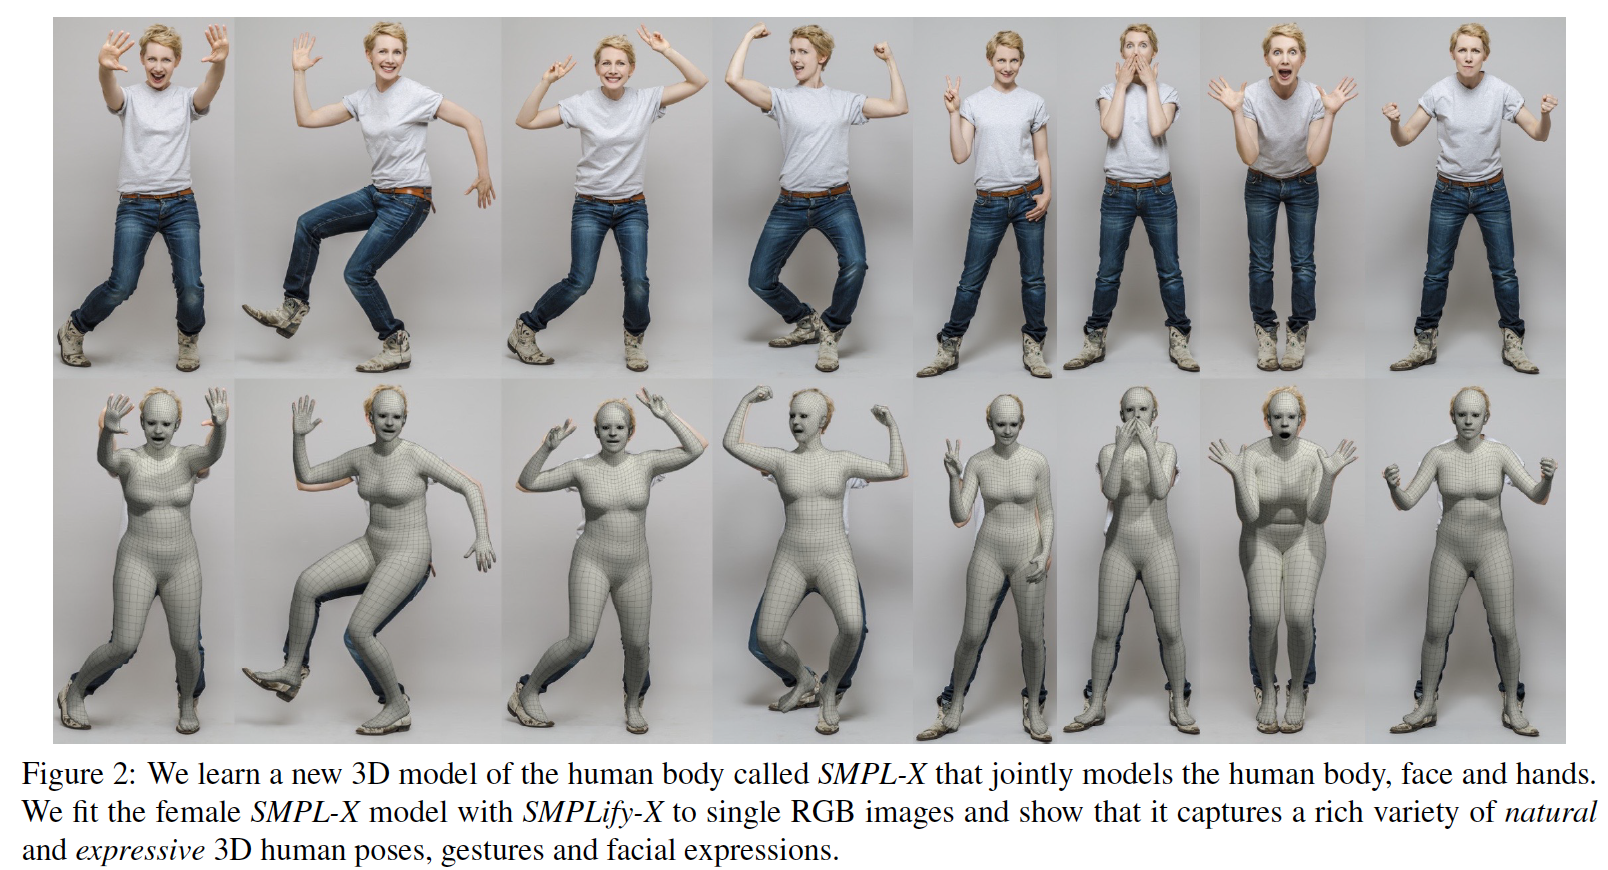 Figure 2: We learn a new 3D model of the human body called SMPL-X that jointly models the human body, face and hands.
We fit the female SMPL-X model with SMPLify-X to single RGB images and show that it captures a rich variety of natural
and expressive 3D human poses, gestures and facial expressions.